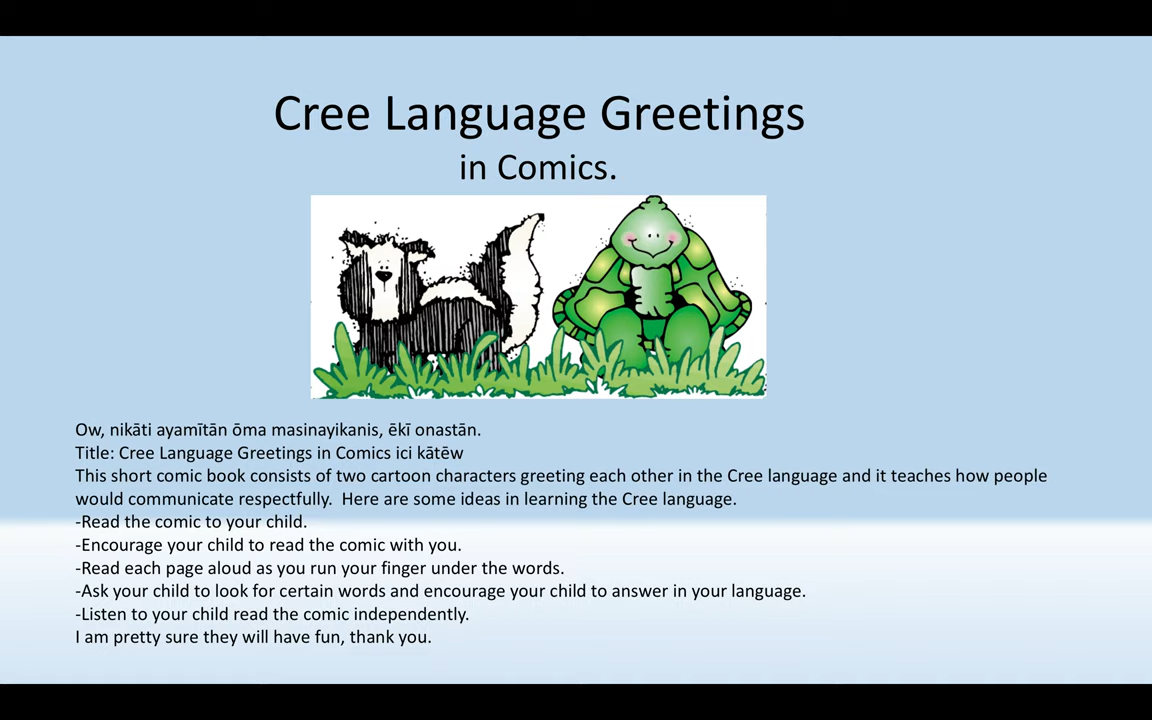 Cree Language Greetings
in Comics.
Ow, nikāti ayamītān ōma masinayikanis, ēkī onastān.
Title: Cree Language Greetings in Comics ici kātēw
This short comic book consists of two cartoon characters greeting each other in the Cree language and it teaches how people
would communicate respectfully.  Here are some ideas in learning the Cree language.
-Read the comic to your child.
-Encourage your child to read the comic with you.
-Read each page aloud as you run your finger under the words.
-Ask your child to look for certain words and encourage your child to answer in your language.
-Listen to your child read the comic independently.
I am pretty sure they will have fun, thank you.